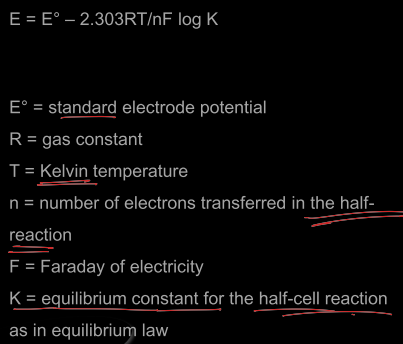 E = E° – 2.303RT/nF log K
E° = standard electrode potential
R = gas constant
T = Kelvin temperature
n = number of electrons transferred in the half-
reaction
F = Faraday of electricity
K = equilibrium constant for the half-cell reaction
as in equilibrium law